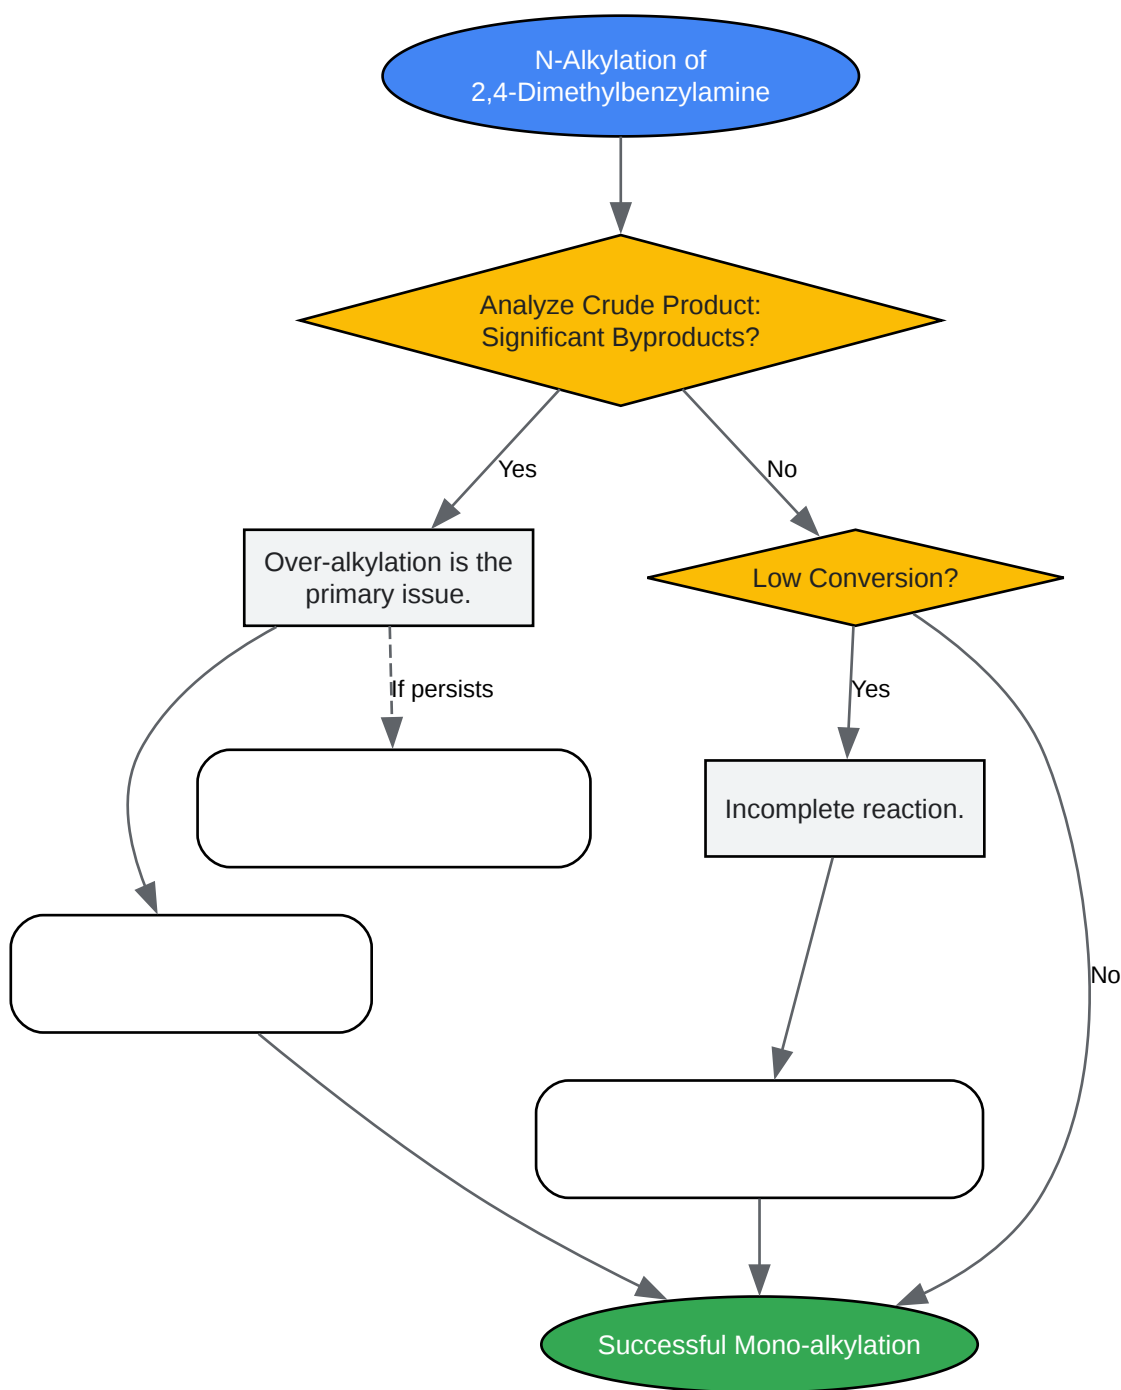 N-Alkylation of
2,4-Dimethylbenzylamine
Analyze Crude Product:
Significant Byproducts?
Yes
No
Over-alkylation is the
primary issue.
Low Conversion?
If persists
Yes
Incomplete reaction.
No
Successful Mono-alkylation